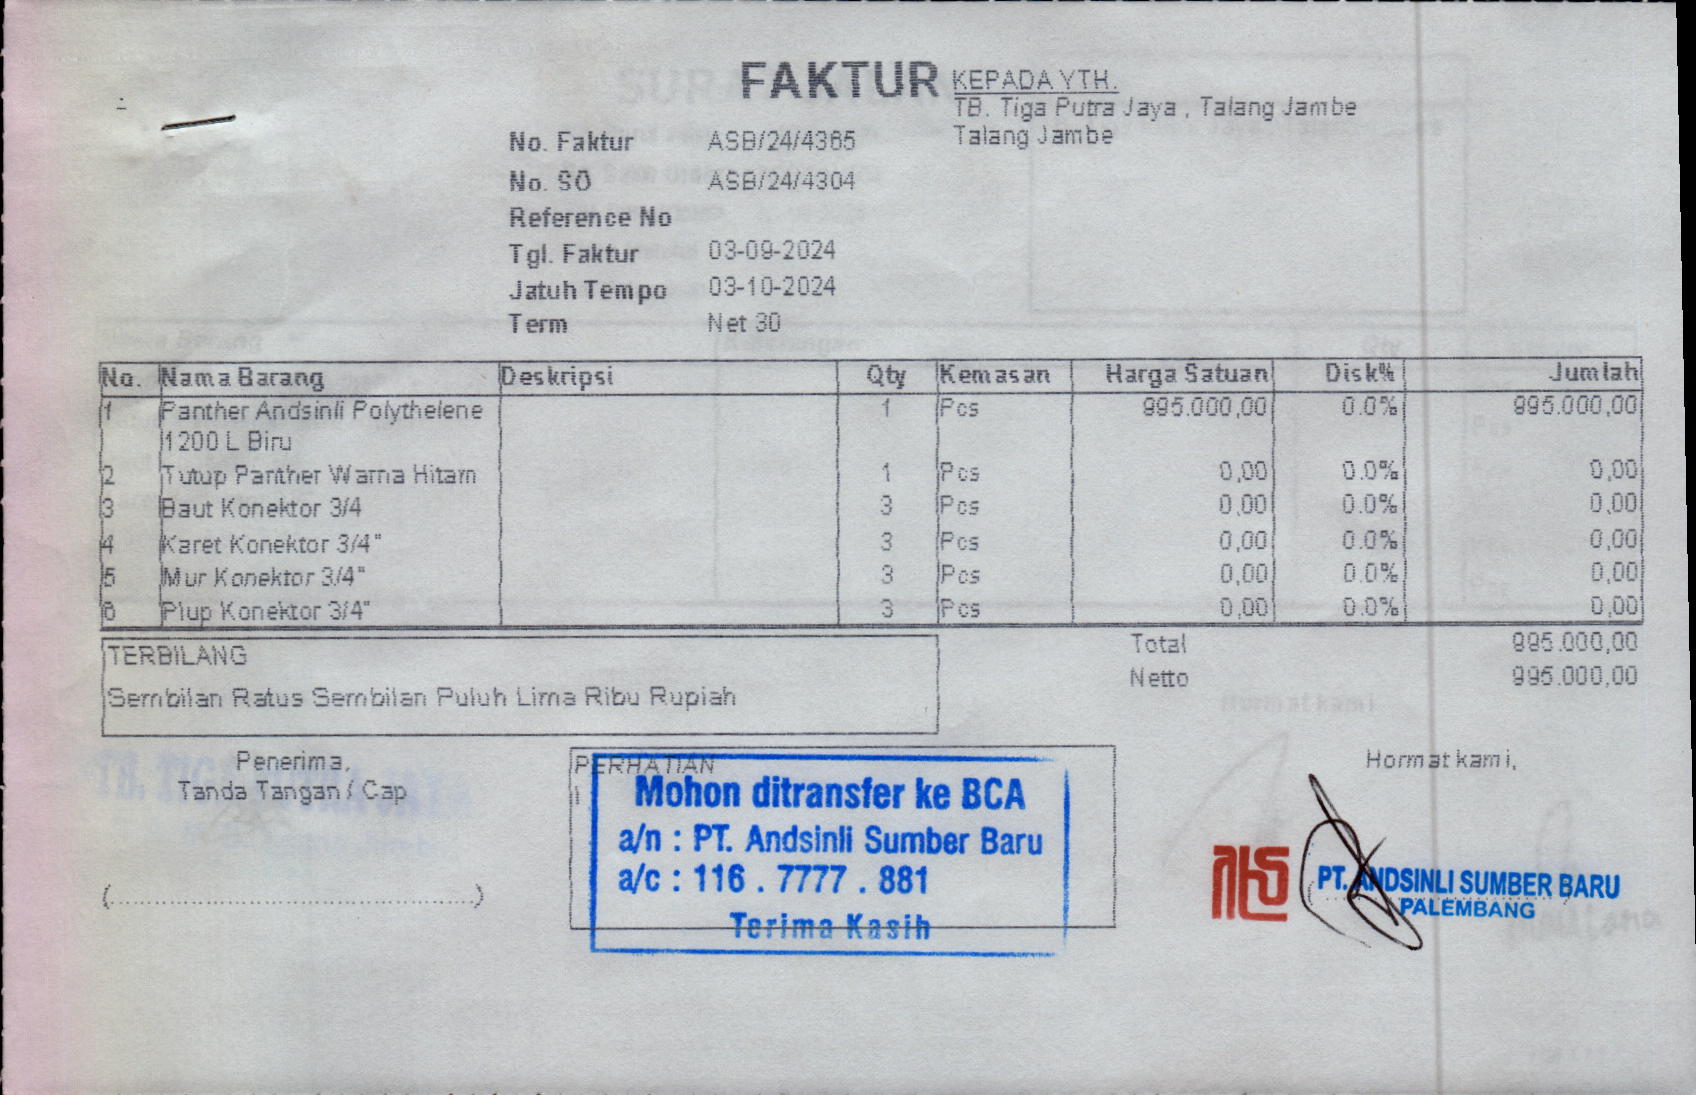 FAKTUR
KEPADA YTH.
TB. Tiga Putra Jaya , Talang Jambe
Talang Jambe
No. Faktur ASB/24/4365
No. SO ASB/24/4304
Reference No
Tgl. Faktur 03-09-2024
Jatuh Tempo 03-10-2024
Term Net 30
No. Nama Barang Deskripsi Qty Kemasan Harga Satuan Disk% Jumlah
1 Panther Andsinli Polythelene 1 Pcs 995.000,00 0.0% 995.000,00
1200 L Biru
2 Tutup Panther Warna Hitam 1 Pcs 0,00 0.0% 0,00
3 Baut Konektor 3/4 3 Pcs 0,00 0.0% 0,00
4 Karet Konektor 3/4" 3 Pcs 0,00 0.0% 0,00
5 Mur Konektor 3/4" 3 Pcs 0,00 0.0% 0,00
6 Plup Konektor 3/4" 3 Pcs 0,00 0.0% 0,00
Total 995.000,00
Netto 995.000,00
TERBILANG
Sembilan Ratus Sembilan Puluh Lima Ribu Rupiah
Penerima,
Tanda Tangan / Cap
(..............................................)
PERHATIAN
Mohon ditransfer ke BCA
a/n : PT. Andsinli Sumber Baru
a/c : 116 . 7777 . 881
Terima Kasih
Hormat kami,
PT. ANDSINLI SUMBER BARU
PALEMBANG